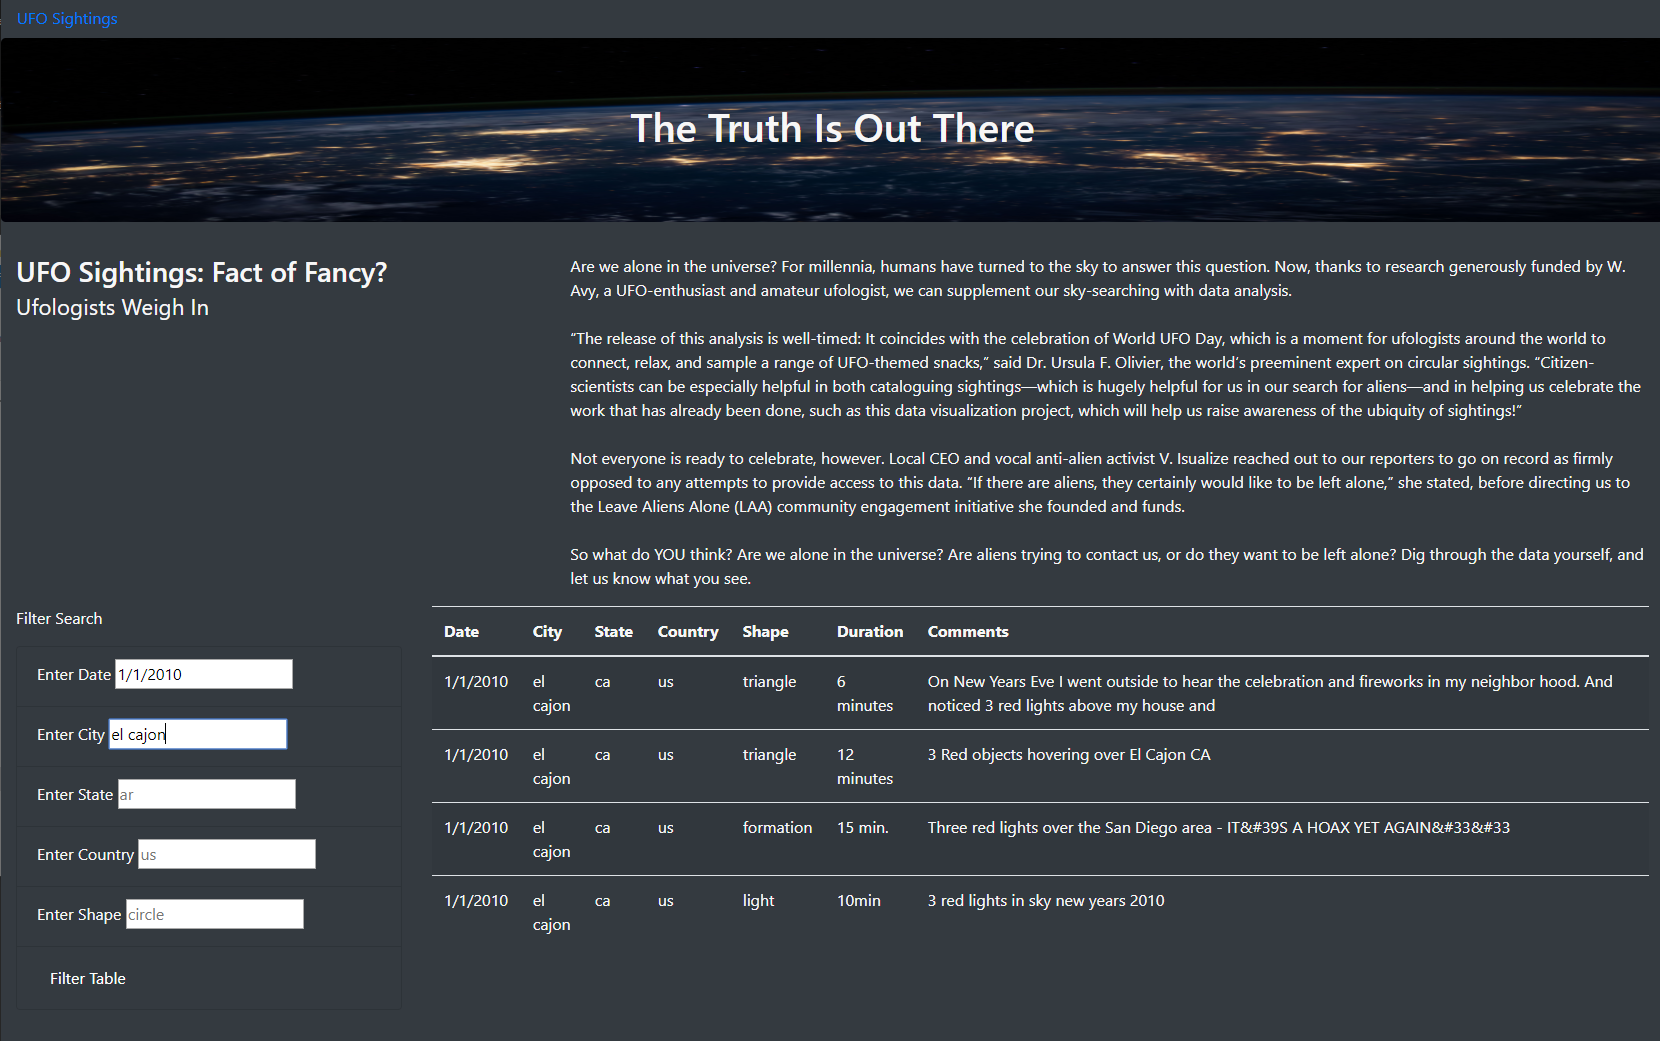 UFO Sightings
The Truth Is Out There
UFO Sightings: Fact of Fancy?
Ufologists Weigh In
Are we alone in the universe? For millennia, humans have turned to the sky to answer this question. Now, thanks to research generously funded by W.
Avy, a UFO-enthusiast and amateur ufologist, we can supplement our sky-searching with data analysis.
“The release of this analysis is well-timed: It coincides with the celebration of World UFO Day, which is a moment for ufologists around the world to
connect, relax, and sample a range of UFO-themed snacks,” said Dr. Ursula F. Olivier, the world’s preeminent expert on circular sightings. “Citizen-
scientists can be especially helpful in both cataloguing sightings—which is hugely helpful for us in our search for aliens—and in helping us celebrate the
work that has already been done, such as this data visualization project, which will help us raise awareness of the ubiquity of sightings!”
Not everyone is ready to celebrate, however. Local CEO and vocal anti-alien activist V. Isualize reached out to our reporters to go on record as firmly
opposed to any attempts to provide access to this data. “If there are aliens, they certainly would like to be left alone,” she stated, before directing us to
the Leave Aliens Alone (LAA) community engagement initiative she founded and funds.
So what do YOU think? Are we alone in the universe? Are aliens trying to contact us, or do they want to be left alone? Dig through the data yourself, and
let us know what you see.
Filter Search
Enter Date 1/1/2010
Enter City el cajon
Enter State ar
Enter Country us
Enter Shape circle
Filter Table
Date City State Country Shape Duration Comments
1/1/2010 el ca us triangle 6 On New Years Eve I went outside to hear the celebration and fireworks in my neighbor hood. And
cajon minutes noticed 3 red lights above my house and
1/1/2010 el ca us triangle 12 3 Red objects hovering over El Cajon CA
cajon minutes
1/1/2010 el ca us formation 15 min. Three red lights over the San Diego area - IT&#39S A HOAX YET AGAIN&#33&#33
cajon
1/1/2010 el ca us light 10min 3 red lights in sky new years 2010
cajon